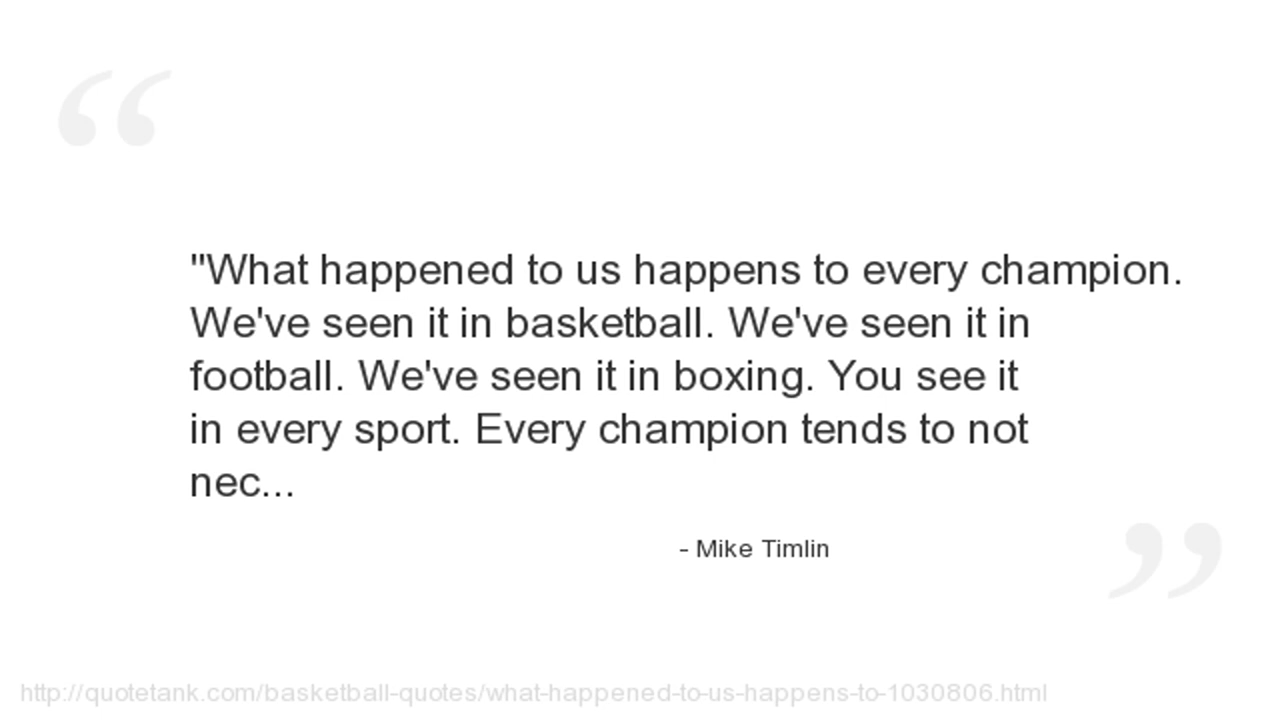 "What happened to us happens to every champion.
We've seen it in basketball. We've seen it in
football. We've seen it in boxing. You see it
in every sport. Every champion tends to not
nec...
- Mike Timlin
http://quotetank.com/basketball-quotes/what-happened-to-us-happens-to-1030806.html